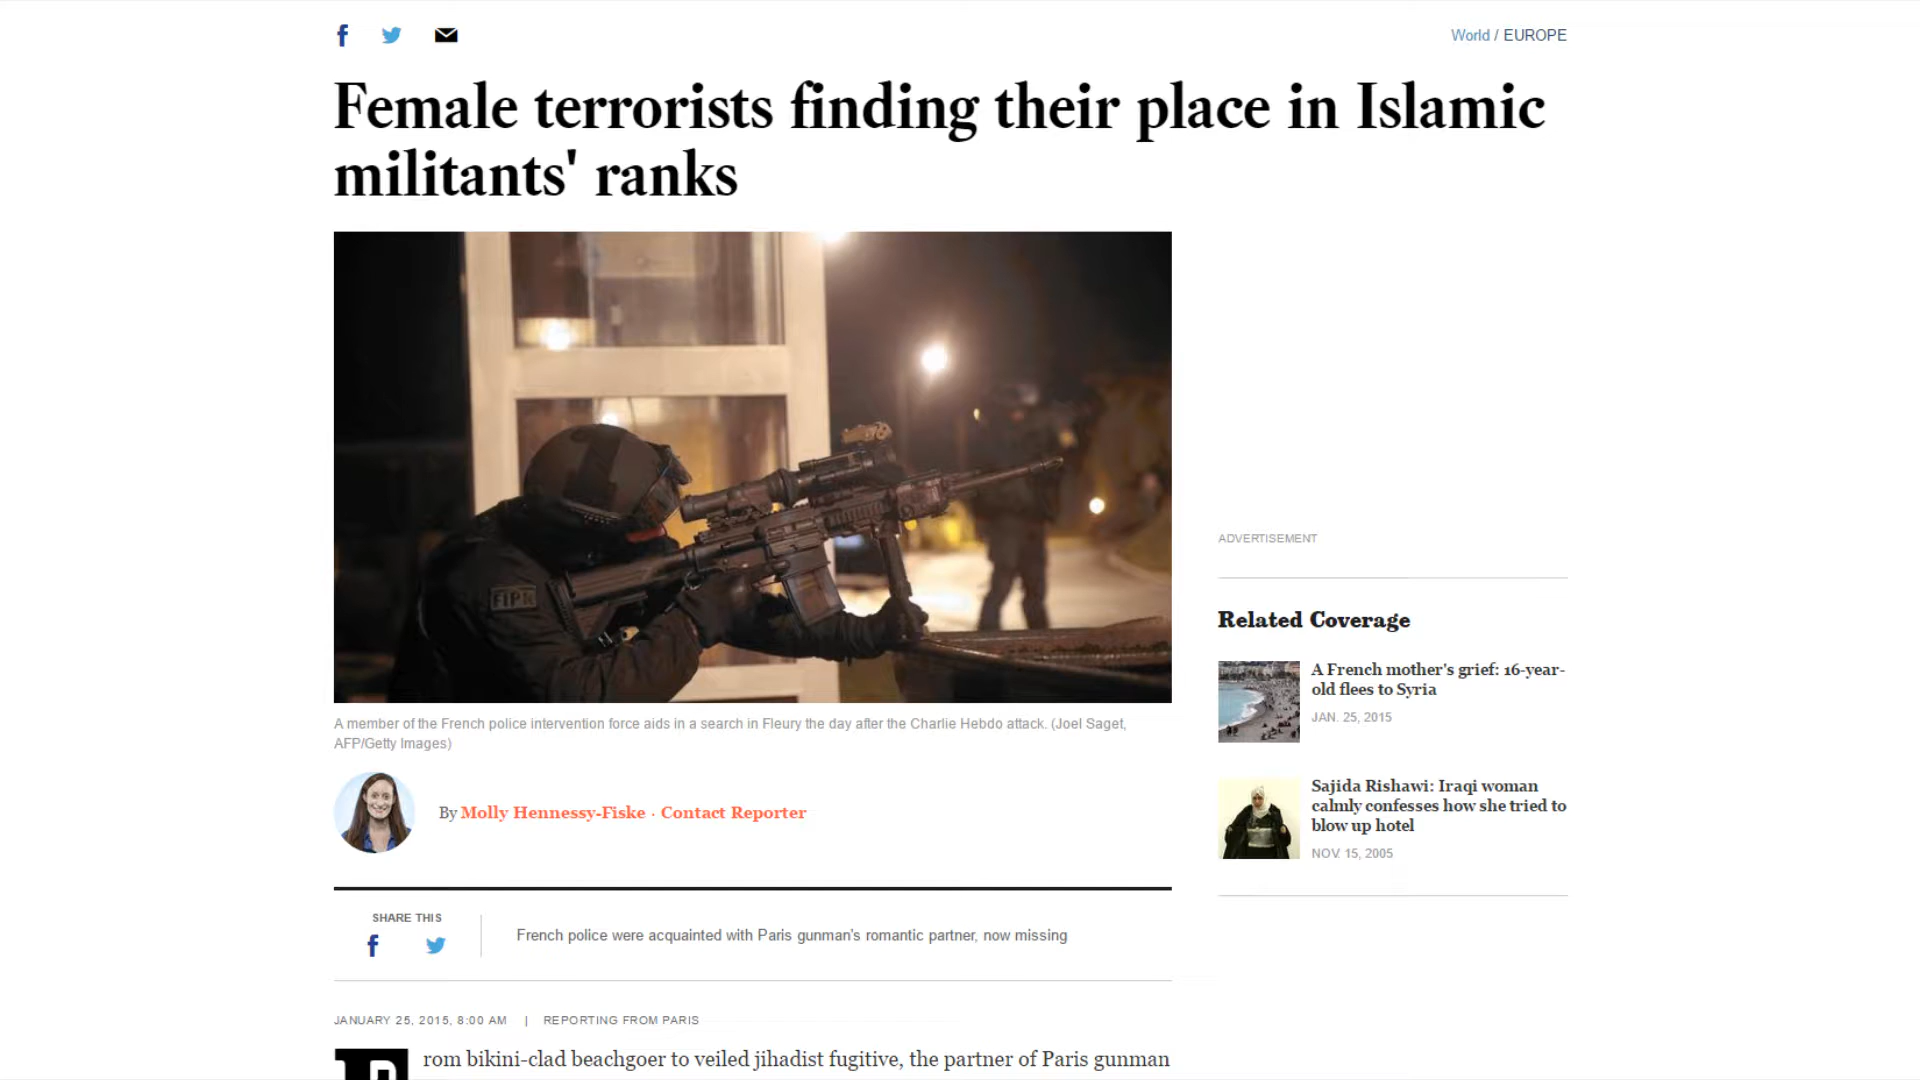 World / EUROPE
Female terrorists finding their place in Islamic
militants' ranks
FIPN
A member of the French police intervention force aids in a search in Fleury the day after the Charlie Hebdo attack. (Joel Saget,
AFP/Getty Images)
By Molly Hennessy-Fiske · Contact Reporter
SHARE THIS
French police were acquainted with Paris gunman's romantic partner, now missing
JANUARY 25, 2015, 8:00 AM | REPORTING FROM PARIS
rom bikini-clad beachgoer to veiled jihadist fugitive, the partner of Paris gunman
ADVERTISEMENT
Related Coverage
A French mother's grief: 16-year-
old flees to Syria
JAN. 25, 2015
Sajida Rishawi: Iraqi woman
calmly confesses how she tried to
blow up hotel
NOV. 15, 2005